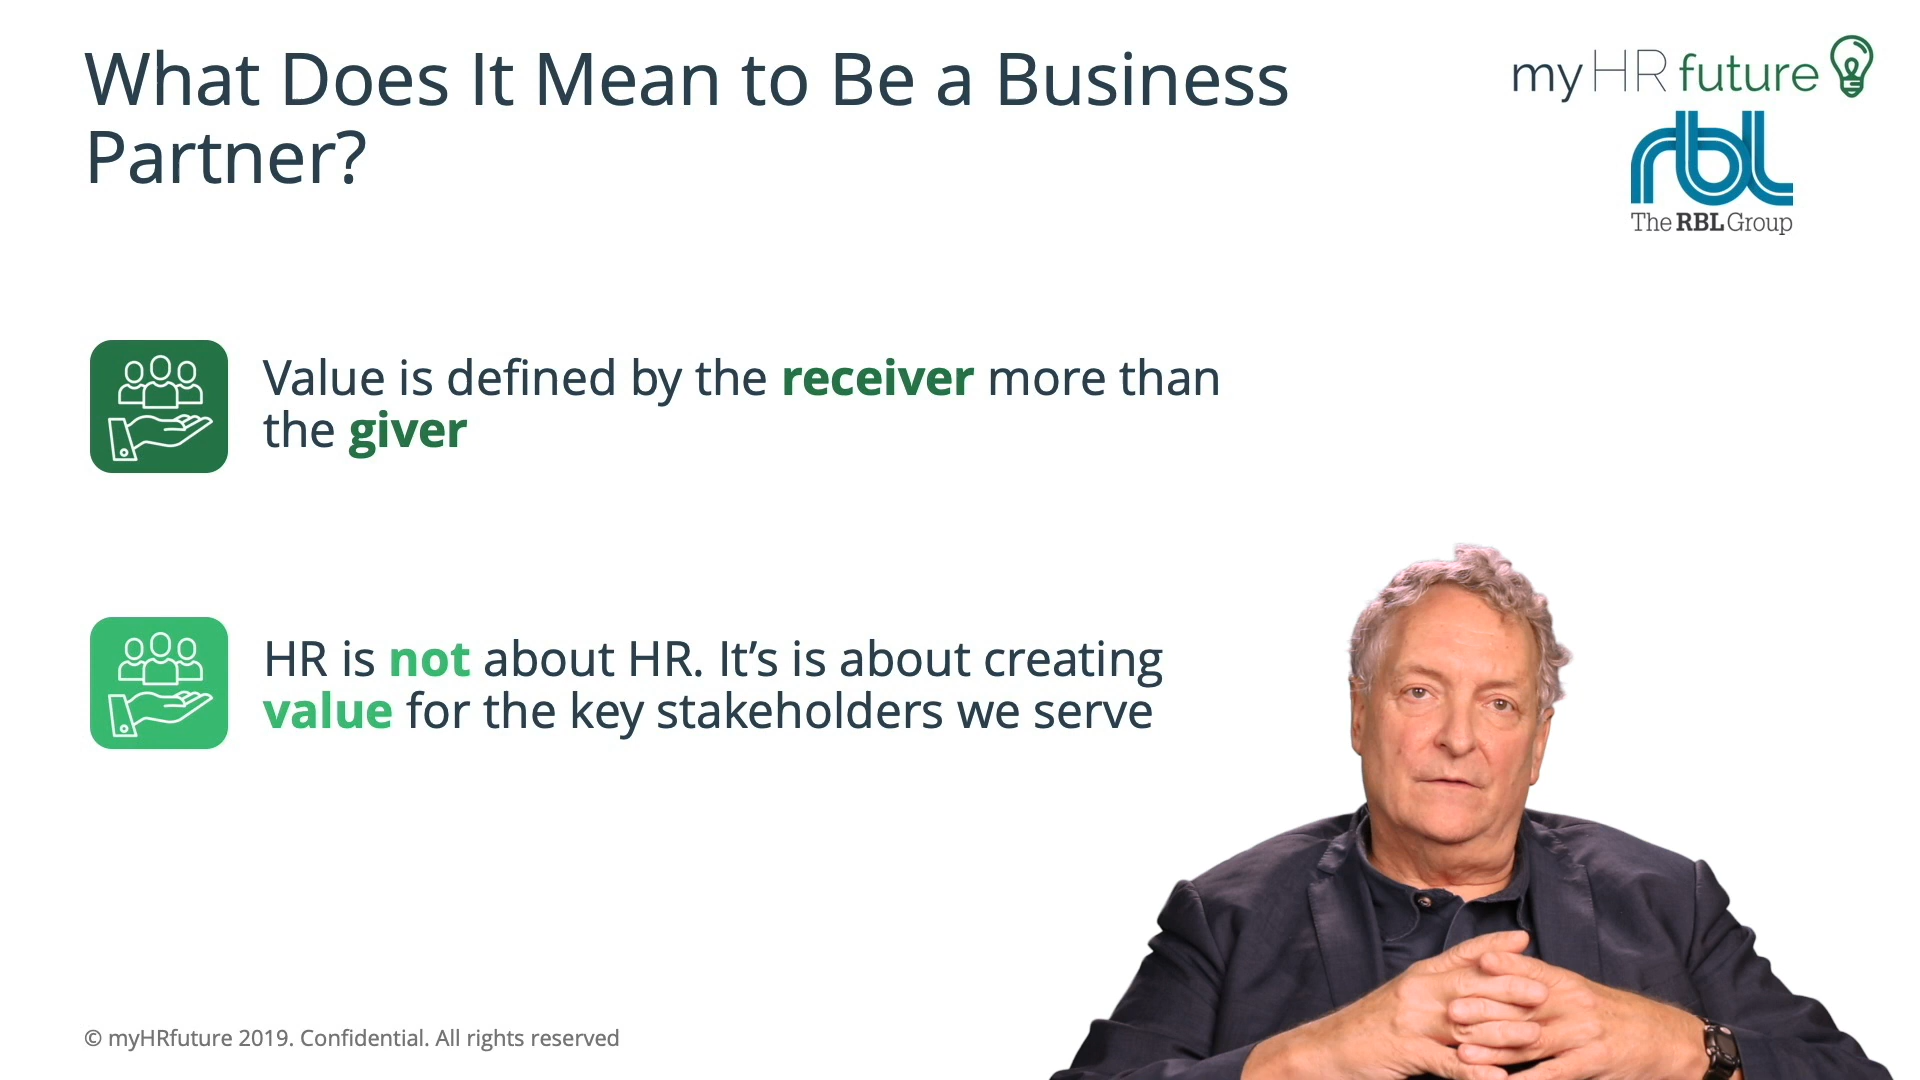 What Does It Mean to Be a Business
Partner?
my HR future
rbl
The RBL Group
Value is defined by the receiver more than
the giver
HR is not about HR. It’s is about creating
value for the key stakeholders we serve
© myHRfuture 2019. Confidential. All rights reserved